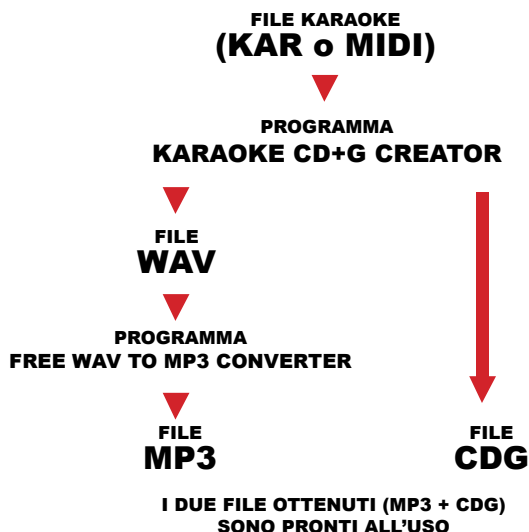 FILE KARAOKE
(KAR o MIDI)
PROGRAMMA
KARAOKE CD+G CREATOR
FILE
WAV
PROGRAMMA
FREE WAV TO MP3 CONVERTER
FILE
MP3
FILE
CDG
I DUE FILE OTTENUTI (MP3 + CDG)
SONO PRONTI ALL'USO